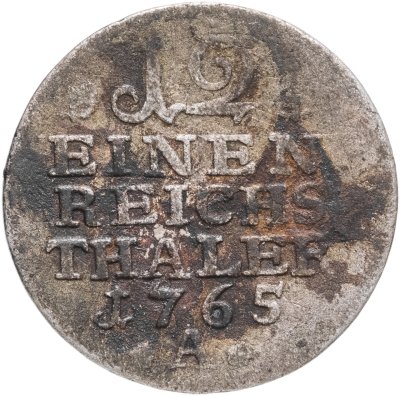 12
EINEN
REICHS
THALER
1765
A